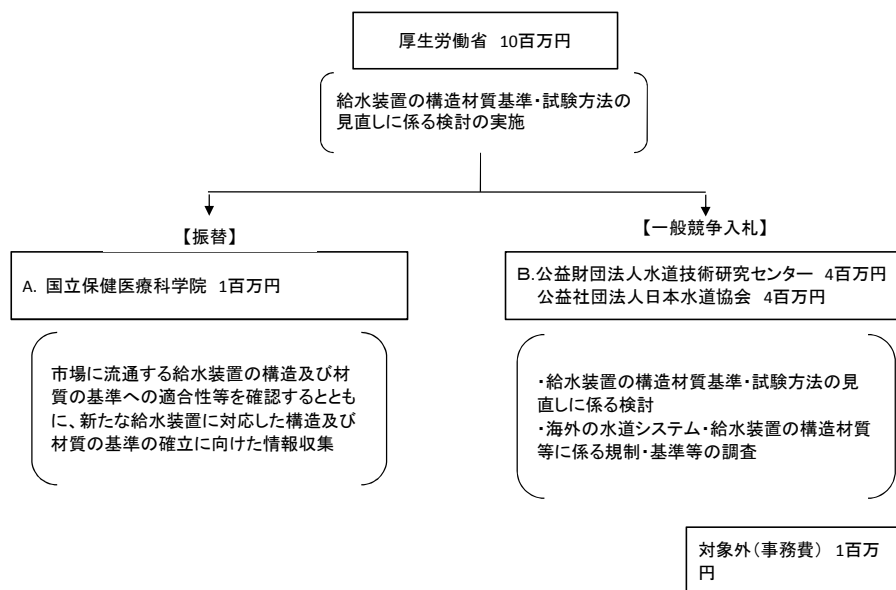 厚生労働省 10百万円
給水装置の構造材質基準・試験方法の
見直しに係る検討の実施
【振替】
【一般競争入札】
A. 国立保健医療科学院 1百万円
B.公益財団法人水道技術研究センター 4百万円
公益社団法人日本水道協会 4百万円
市場に流通する給水装置の構造及び材
質の基準への適合性等を確認するととも
に、新たな給水装置に対応した構造及び
材質の基準の確立に向けた情報収集
・給水装置の構造材質基準・試験方法の見
直しに係る検討
・海外の水道システム・給水装置の構造材質
等に係る規制・基準等の調査
対象外(事務費) 1百万
円